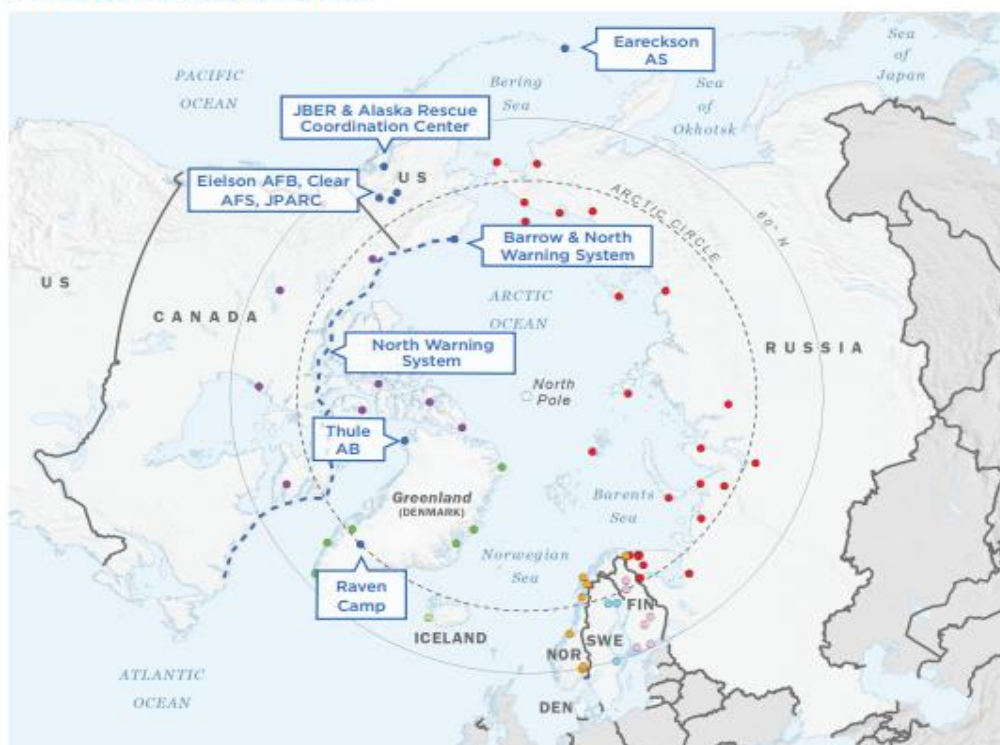 Eareckson
AS
Sea
of
Japan
PACIFIC
OCEAN
Bering
Sea
Sea
of
Okhotsk
JBER & Alaska Rescue
Coordination Center
US
Eielson AFB, Clear
AFS, JPARC
ARCTIC CIRCLE
60° N
Barrow & North
Warning System
US
CANADA
ARCTIC
OCEAN
RUSSIA
North Warning
System
North
Pole
Thule
AB
Greenland
(DENMARK)
Barents
Sea
Norwegian
Sea
Raven
Camp
FIN
ICELAND
SWE
NOR
ATLANTIC
OCEAN
DEN